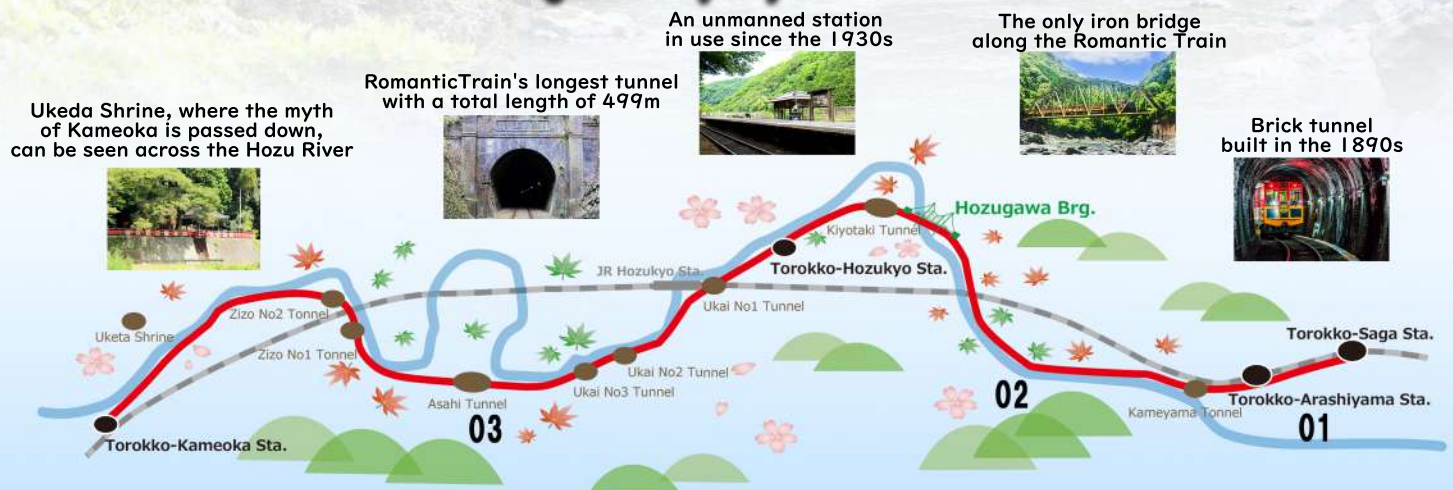 An unmanned station
in use since the 1930s
The only iron bridge
along the Romantic Train
RomanticTrain's longest tunnel
with a total length of 499m
Ukeda Shrine, where the myth
of Kameoka is passed down,
can be seen across the Hozu River
Brick tunnel
built in the 1890s
Hozugawa Brg.
Kiyotaki Tunnel
Torokko-Hozukyo Sta.
JR Hozukyo Sta.
Ukai No1 Tunnel
Zizo No2 Tonnel
Uketa Shrine
Zizo No1 Tonnel
Ukai No2 Tunnel
Ukai No3 Tunnel
Asahi Tunnel
03
Torokko-Kameoka Sta.
02
Torokko-Saga Sta.
Torokko-Arashiyama Sta.
Kameyama Tonnel
01